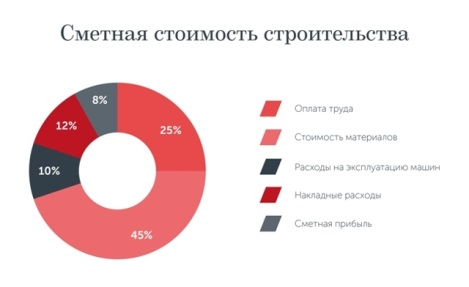 Сметная стоимость строительства
8%
25%
12%
10%
45%
Оплата труда
Стоимость материалов
Расходы на эксплуатацию машин
Накладные расходы
Сметная прибыль